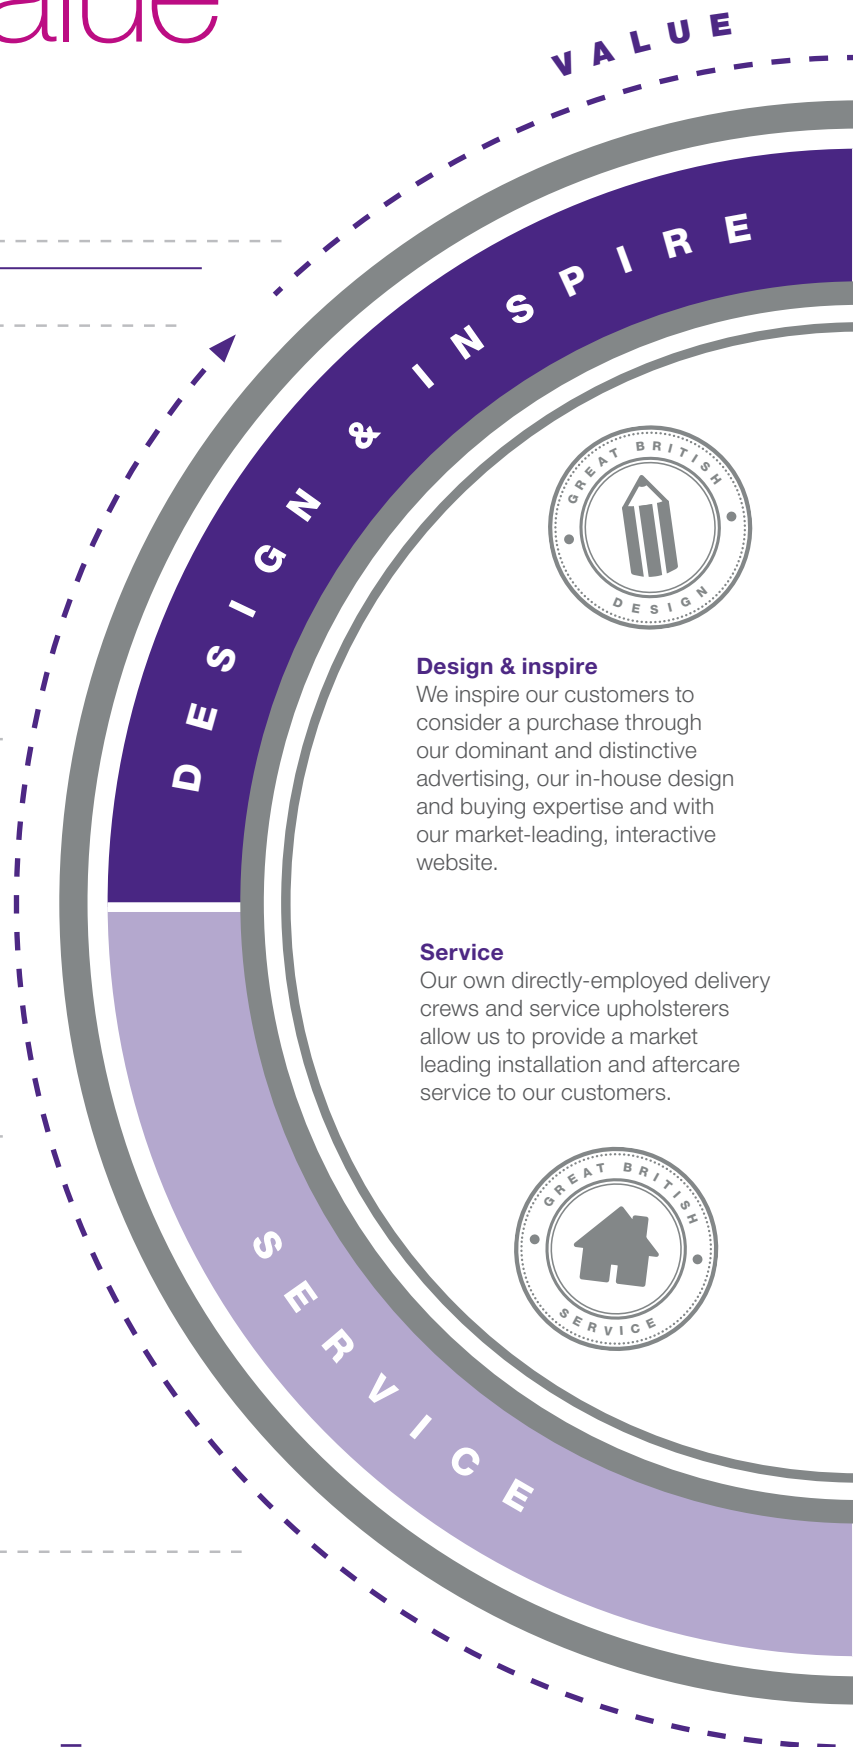 alue
VALUE
DESIGN & INSPIRE
GREAT BRITISH
DESIGN
Design & inspire
We inspire our customers to
consider a purchase through
our dominant and distinctive
advertising, our in-house design
and buying expertise and with
our market-leading, interactive
website.
Service
Our own directly-employed delivery
crews and service upholsterers
allow us to provide a market
leading installation and aftercare
service to our customers.
GREAT BRITISH
SERVICE
SERVICE